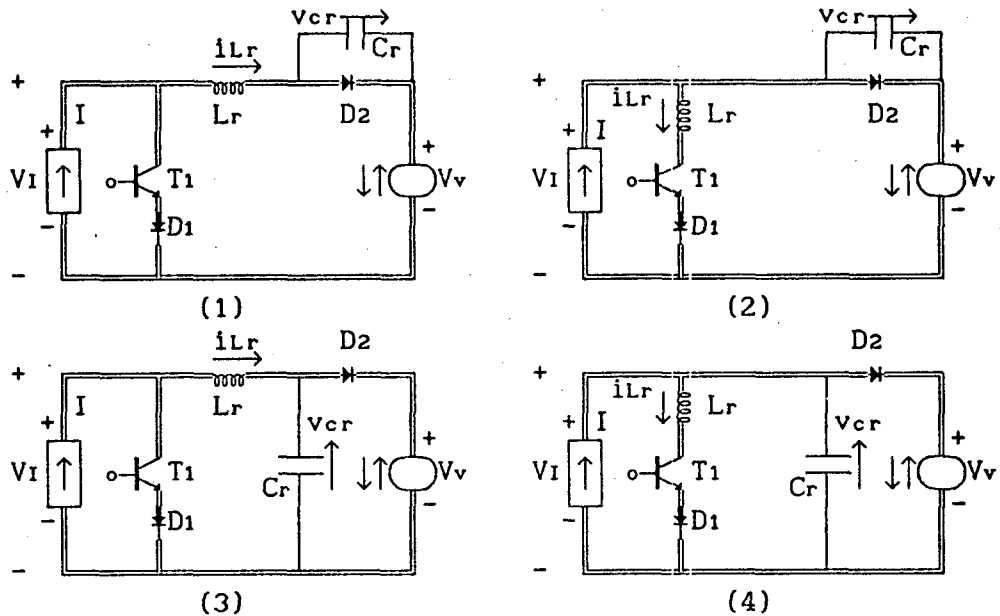 Vcr
Cr
iLr
Lr
D2
+
I
+
VI
-
-
T1
D1
+
Vv
-
(1)
Vcr
Cr
iLr
Lr
D2
+
I
+
VI
-
-
T1
D1
+
Vv
-
(2)
iLr
Lr
D2
+
I
+
VI
-
-
T1
D1
Vcr
Cr
+
Vv
-
(3)
iLr
Lr
D2
+
I
+
VI
-
-
T1
D1
Vcr
Cr
+
Vv
-
(4)